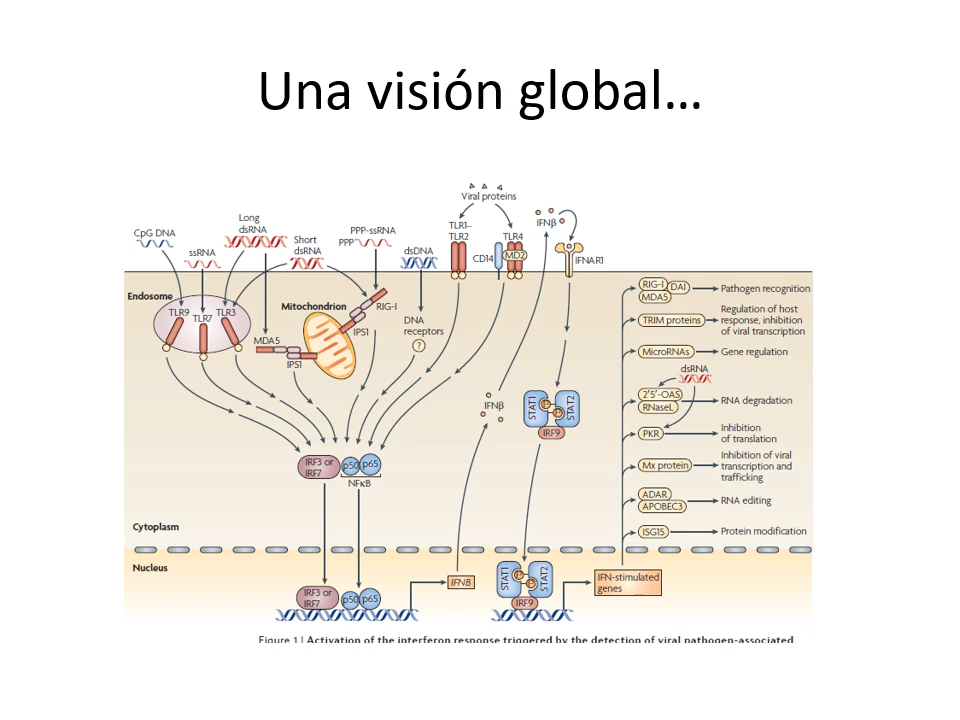 Una visión global…
Viral proteins
CpG DNA
ssRNA
Long
dsRNA
Short
dsRNA
PPP-ssRNA
PPP
dsDNA
TLR1–
TLR2
CD14
TLR4
MD2
IFNβ
IFNAR1
Endosome
TLR9
TLR7
TLR3
Mitochondrion
RIG-I
IPS1
MDA5
IPS1
DNA
receptors
?
IFNβ
STAT1
P
P
STAT2
IRF9
IRF3 or
IRF7
p50
p65
NFκB
RIG-I
DAI
MDA5
Pathogen recognition
TRIM proteins
Regulation of host
response, inhibition
of viral transcription
MicroRNAs
Gene regulation
dsRNA
2′5′-OAS
RNaseL
RNA degradation
PKR
Inhibition
of translation
Mx protein
Inhibition of viral
transcription and
trafficking
ADAR
APOBEC3
RNA editing
ISG15
Protein modification
Cytoplasm
Nucleus
IRF3 or
IRF7
p50
p65
IFNB
STAT1
P
P
STAT2
IRF9
IFN-stimulated
genes
Figure 1 | Activation of the interferon response triggered by the detection of viral pathogen-associated